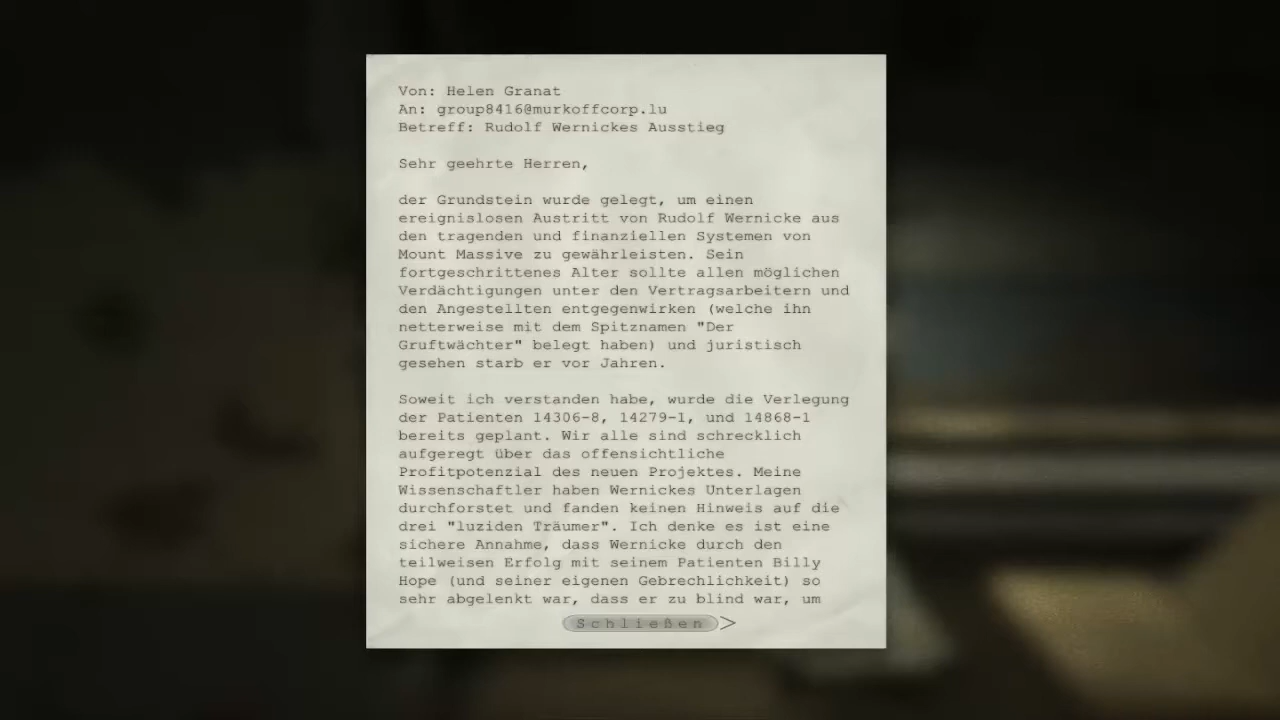 Von: Helen Granat
An: group8416@murkoffcorp.lu
Betreff: Rudolf Wernickes Ausstieg
Sehr geehrte Herren,
der Grundstein wurde gelegt, um einen
ereignislosen Austritt von Rudolf Wernicke aus
den tragenden und finanziellen Systemen von
Mount Massive zu gewährleisten. Sein
fortgeschrittenes Alter sollte allen möglichen
Verdächtigungen unter den Vertragsarbeitern und
den Angestellten entgegenwirken (welche ihn
netterweise mit dem Spitznamen "Der
Gruftwächter" belegt haben) und juristisch
gesehen starb er vor Jahren.
Soweit ich verstanden habe, wurde die Verlegung
der Patienten 14306-8, 14279-1, und 14868-1
bereits geplant. Wir alle sind schrecklich
aufgeregt über das offensichtliche
Profitpotenzial des neuen Projektes. Meine
Wissenschaftler haben Wernickes Unterlagen
durchforstet und fanden keinen Hinweis auf die
drei "luziden Träumer". Ich denke es ist eine
sichere Annahme, dass Wernicke durch den
teilweisen Erfolg mit seinem Patienten Billy
Hope (und seiner eigenen Gebrechlichkeit) so
sehr abgelenkt war, dass er zu blind war, um
Schließen >